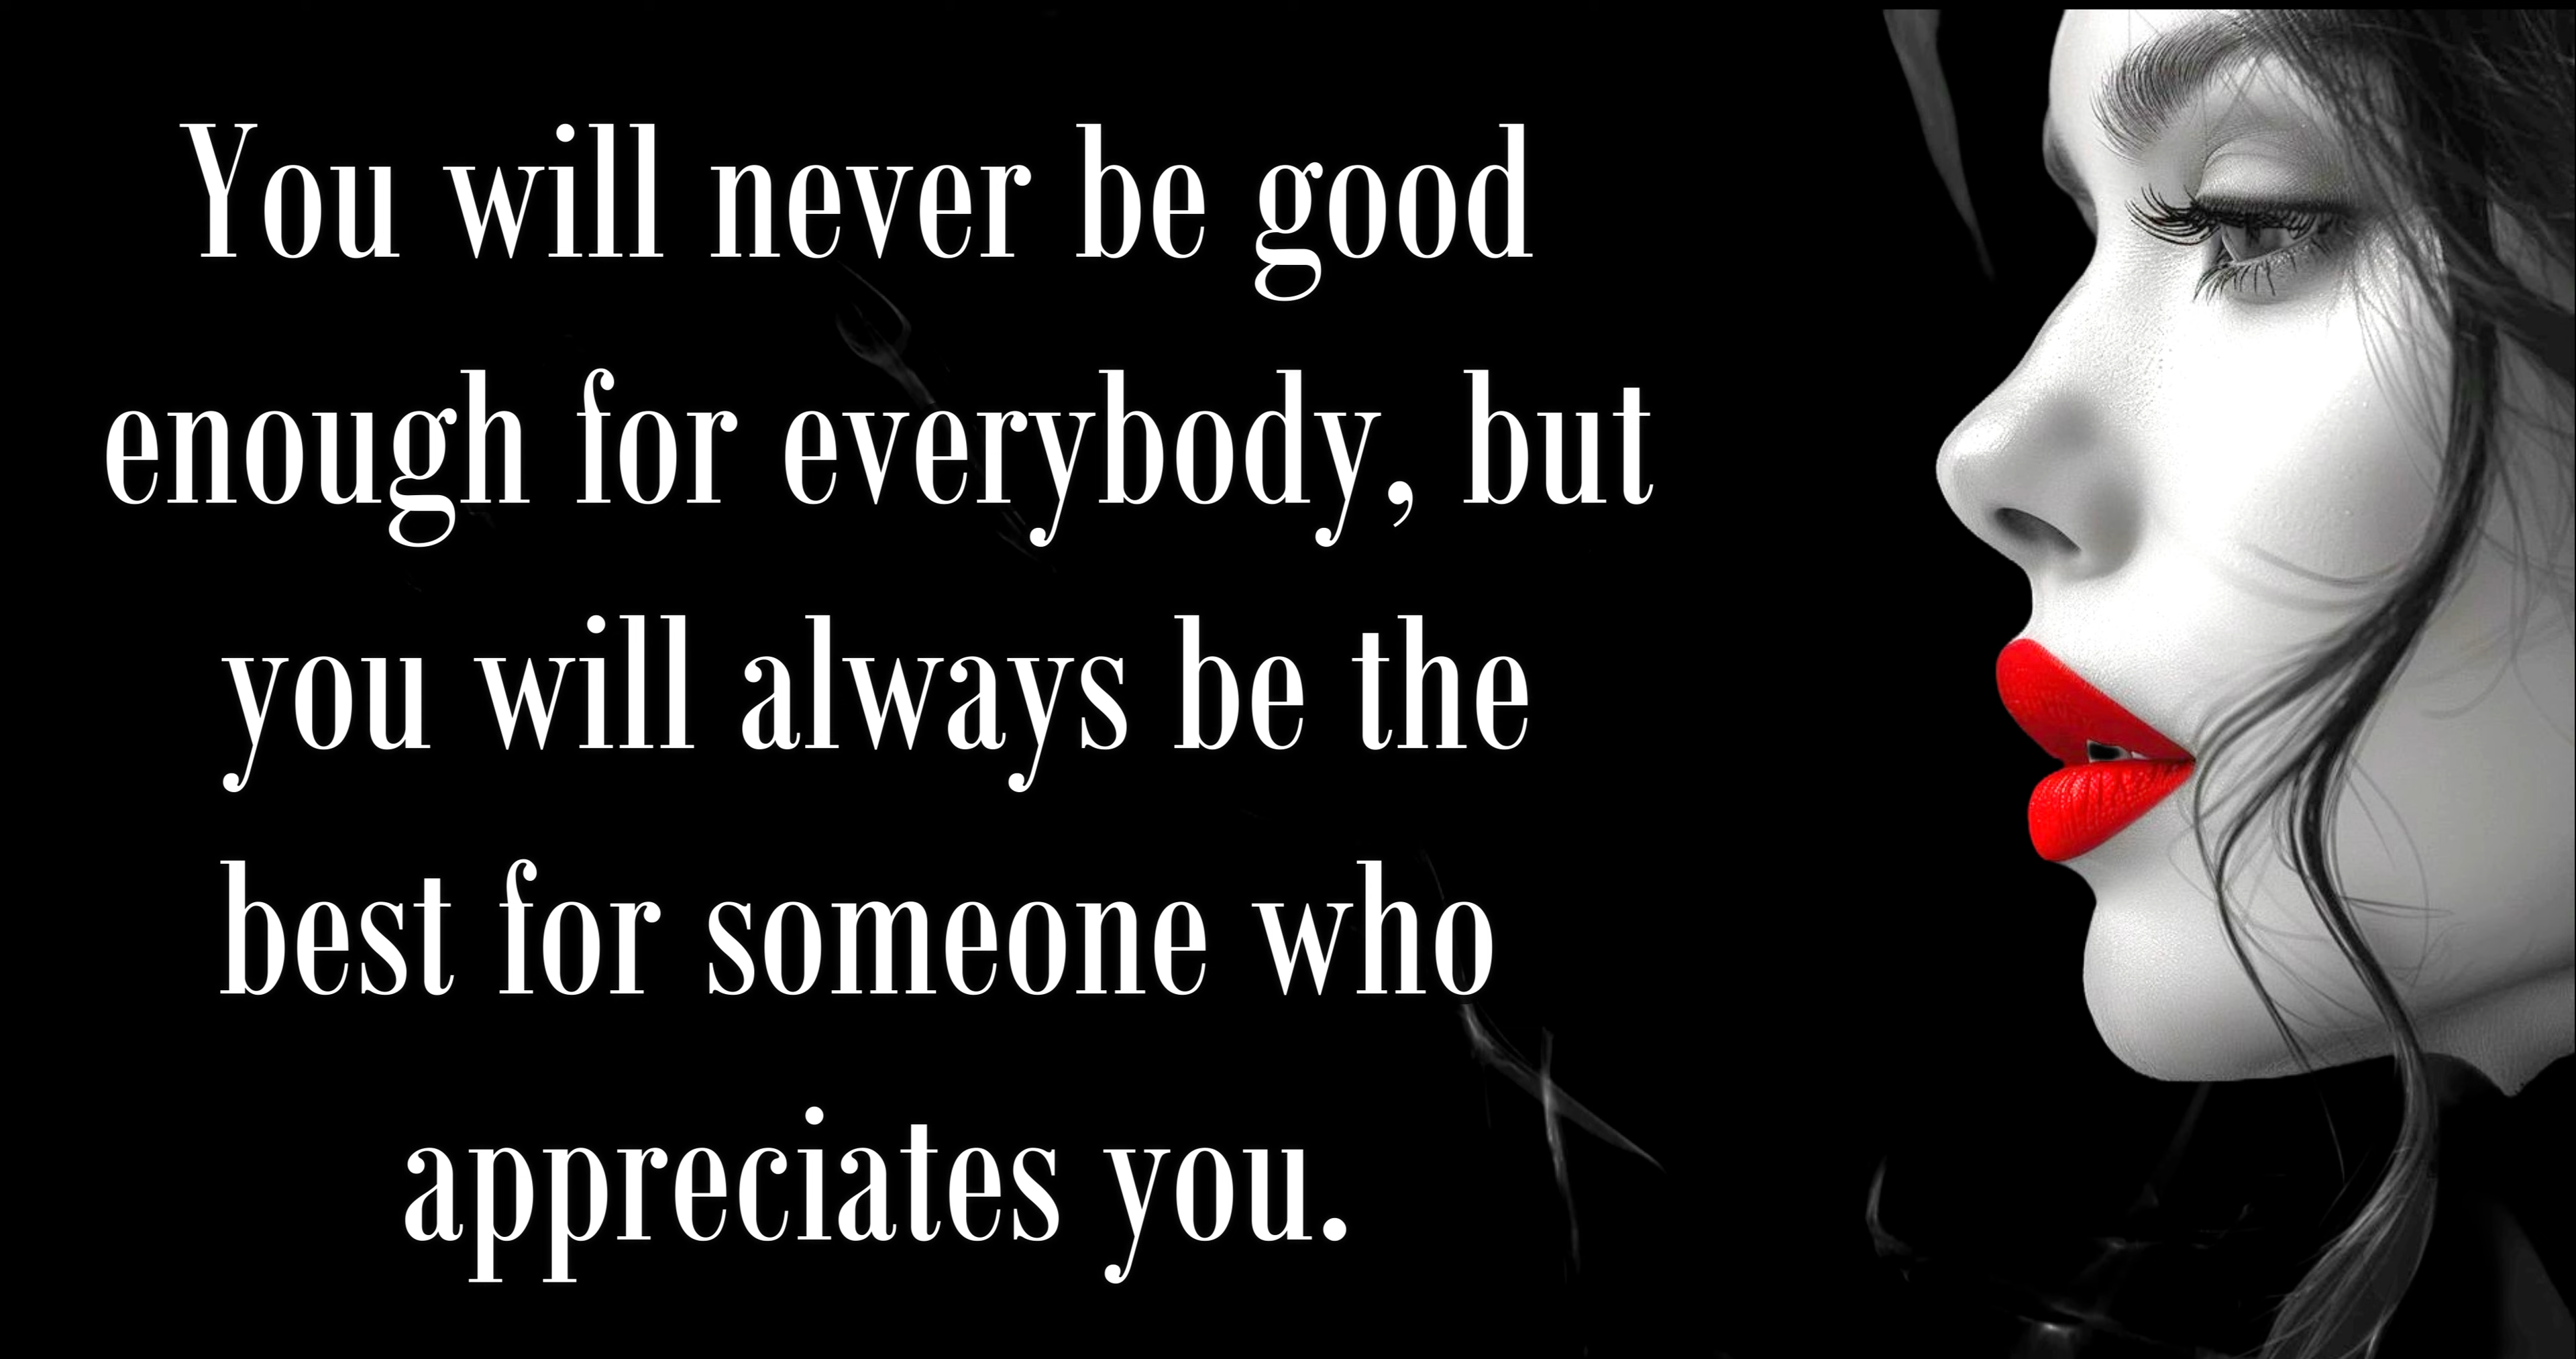 You will never be good
enough for everybody, but
you will always be the
best for someone who
appreciates you.